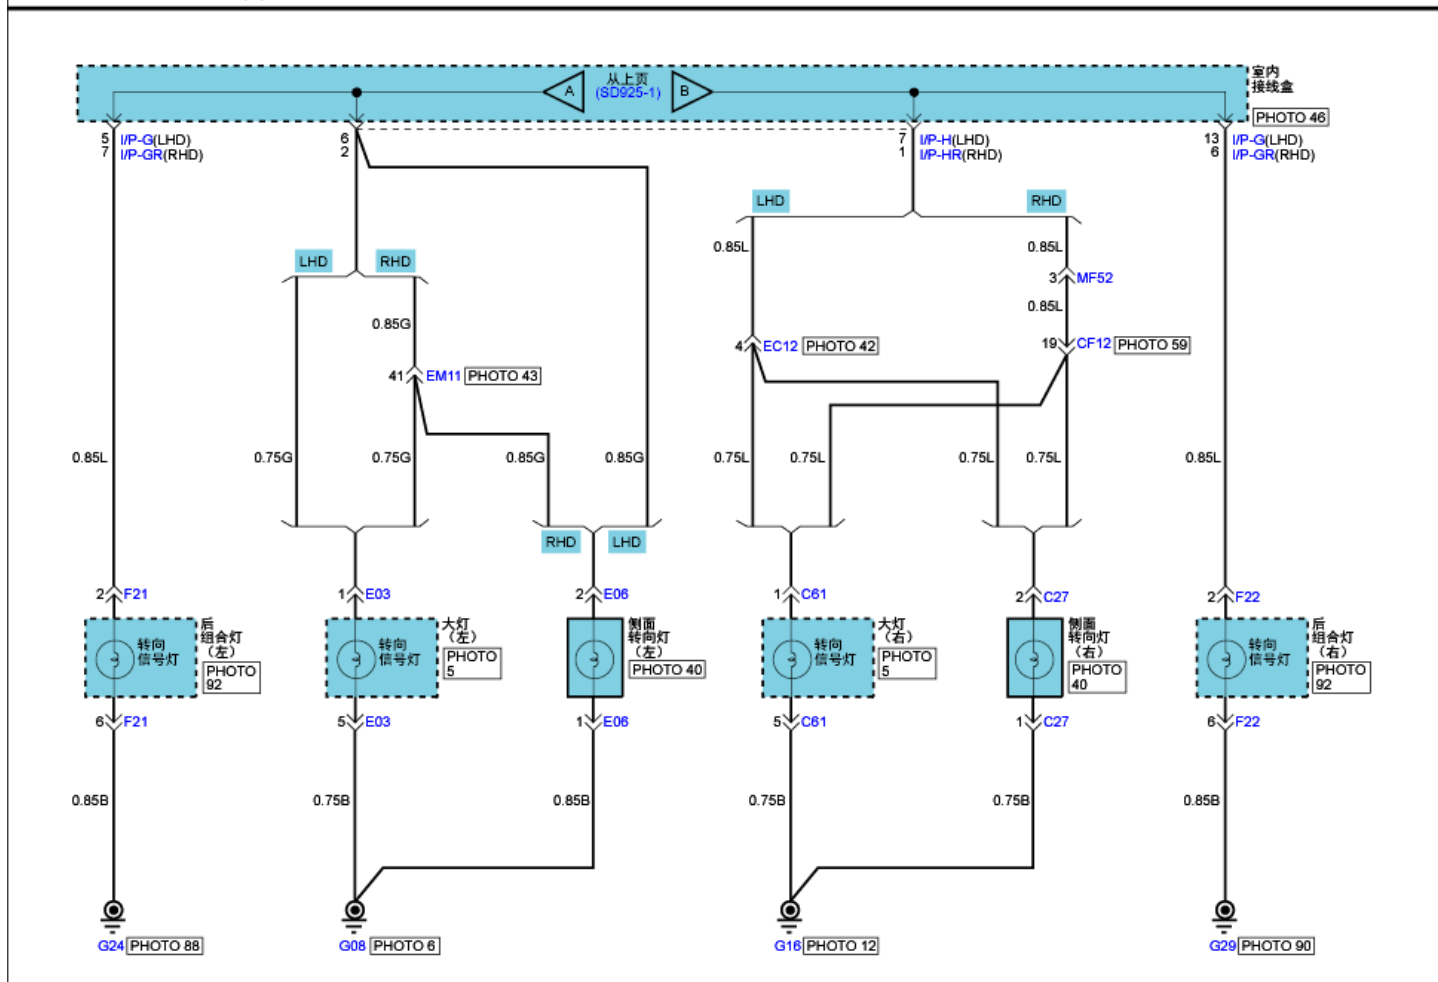 从上页
(SD925-1)
A
B
室内
接线盒
PHOTO 46
5
7
I/P-G(LHD)
I/P-GR(RHD)
6
2
7
1
I/P-H(LHD)
I/P-HR(RHD)
13
6
I/P-G(LHD)
I/P-GR(RHD)
LHD
RHD
0.85L
0.85L
LHD
RHD
3
MF52
0.85L
0.85G
4
EC12
PHOTO 42
19
CF12
PHOTO 59
41
EM11
PHOTO 43
0.85L
0.75G
0.75G
0.85G
0.85G
0.75L
0.75L
0.75L
0.75L
0.85L
RHD
LHD
2
F21
1
E03
2
E06
1
C61
2
C27
2
F22
转向
信号灯
后
组合灯
（左）
PHOTO
92
转向
信号灯
大灯
（左）
PHOTO
5
侧面
转向灯
（左）
PHOTO 40
转向
信号灯
大灯
（右）
PHOTO
5
侧面
转向灯
（右）
PHOTO
40
转向
信号灯
后
组合灯
（右）
PHOTO
92
6
F21
5
E03
1
E06
5
C61
1
C27
6
F22
0.85B
0.75B
0.85B
0.75B
0.75B
0.85B
G24
PHOTO 88
G08
PHOTO 6
G16
PHOTO 12
G29
PHOTO 90